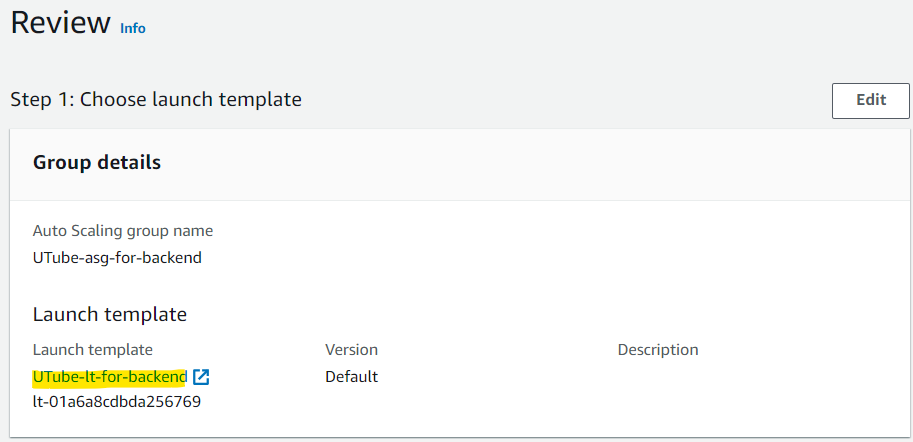 Review Info
Step 1: Choose launch template
Edit
Group details
Auto Scaling group name
UTube-asg-for-backend
Launch template
Launch template
Version
Description
UTube-lt-for-backend
Default
lt-01a6a8cdbda256769